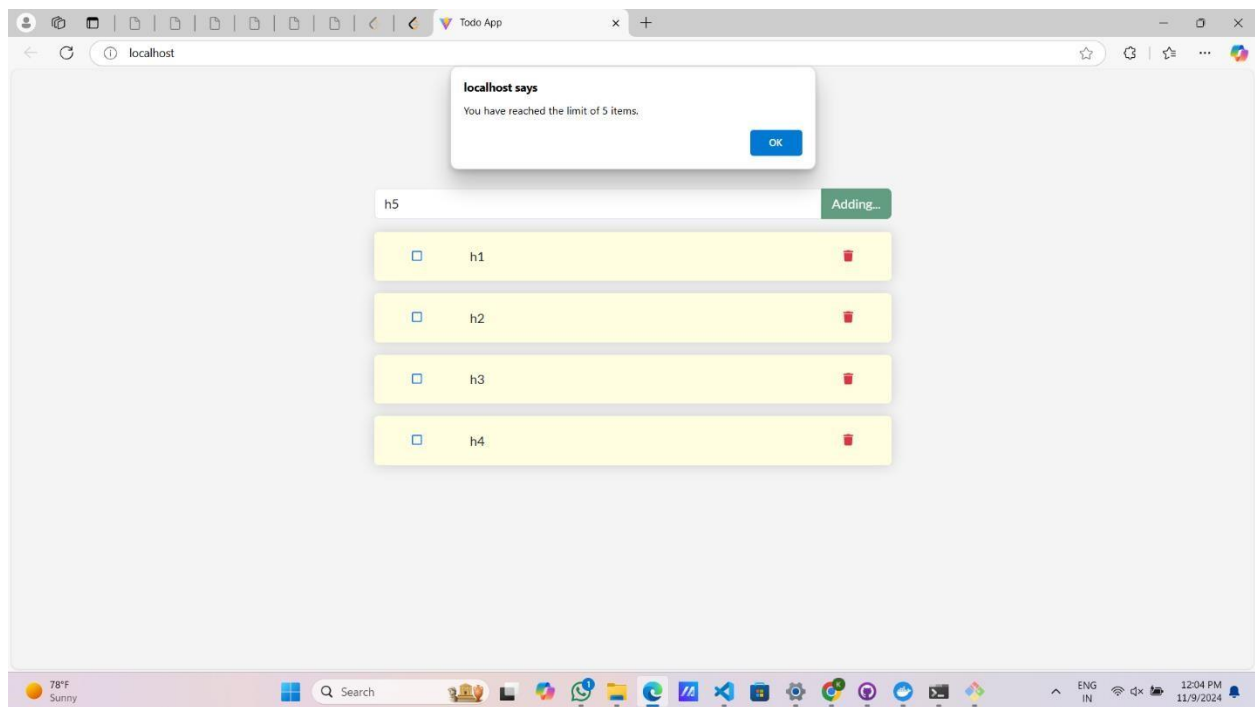 Todo App
localhost
localhost says
You have reached the limit of 5 items.
OK
h5
Adding...
h1
h2
h3
h4
78°F
Sunny
Search
1
ENG
IN
12:04 PM
11/9/2024